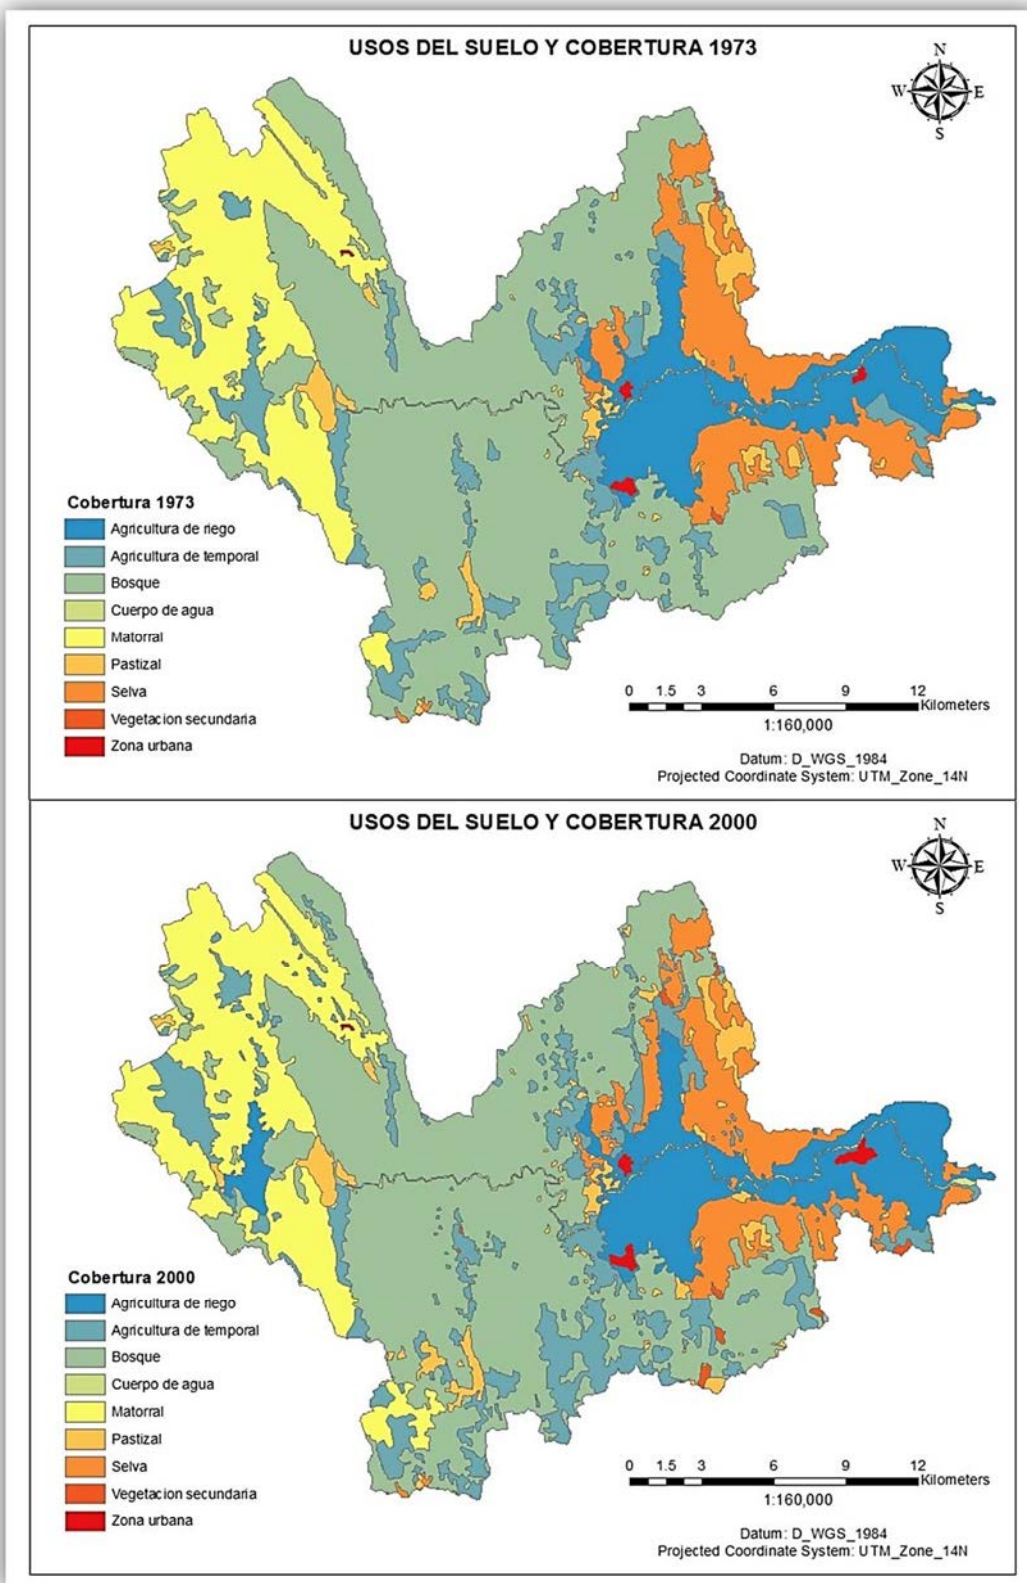 USOS DEL SUELO Y COBERTURA 1973
N
W E
S
Cobertura 1973
Agricultura de riego
Agricultura de temporal
Bosque
Cuerpo de agua
Matorral
Pastizal
Selva
Vegetacion secundaria
Zona urbana
0 1.5 3 6 9 12
Kilometers
1:160,000
Datum: D_WGS_1984
Projected Coordinate System: UTM_Zone_14N
USOS DEL SUELO Y COBERTURA 2000
N
W E
S
Cobertura 2000
Agricultura de riego
Agricultura de temporal
Bosque
Cuerpo de agua
Matorral
Pastizal
Selva
Vegetacion secundaria
Zona urbana
0 1.5 3 6 9 12
Kilometers
1:160,000
Datum: D_WGS_1984
Projected Coordinate System: UTM_Zone_14N